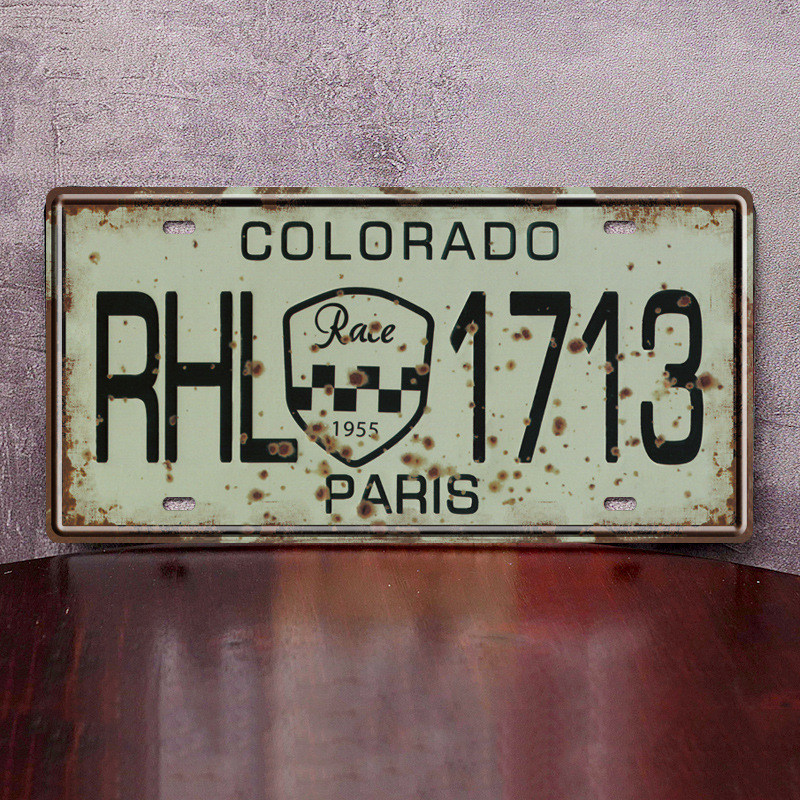 COLORADO
RHL 1713
Race
1955
PARIS